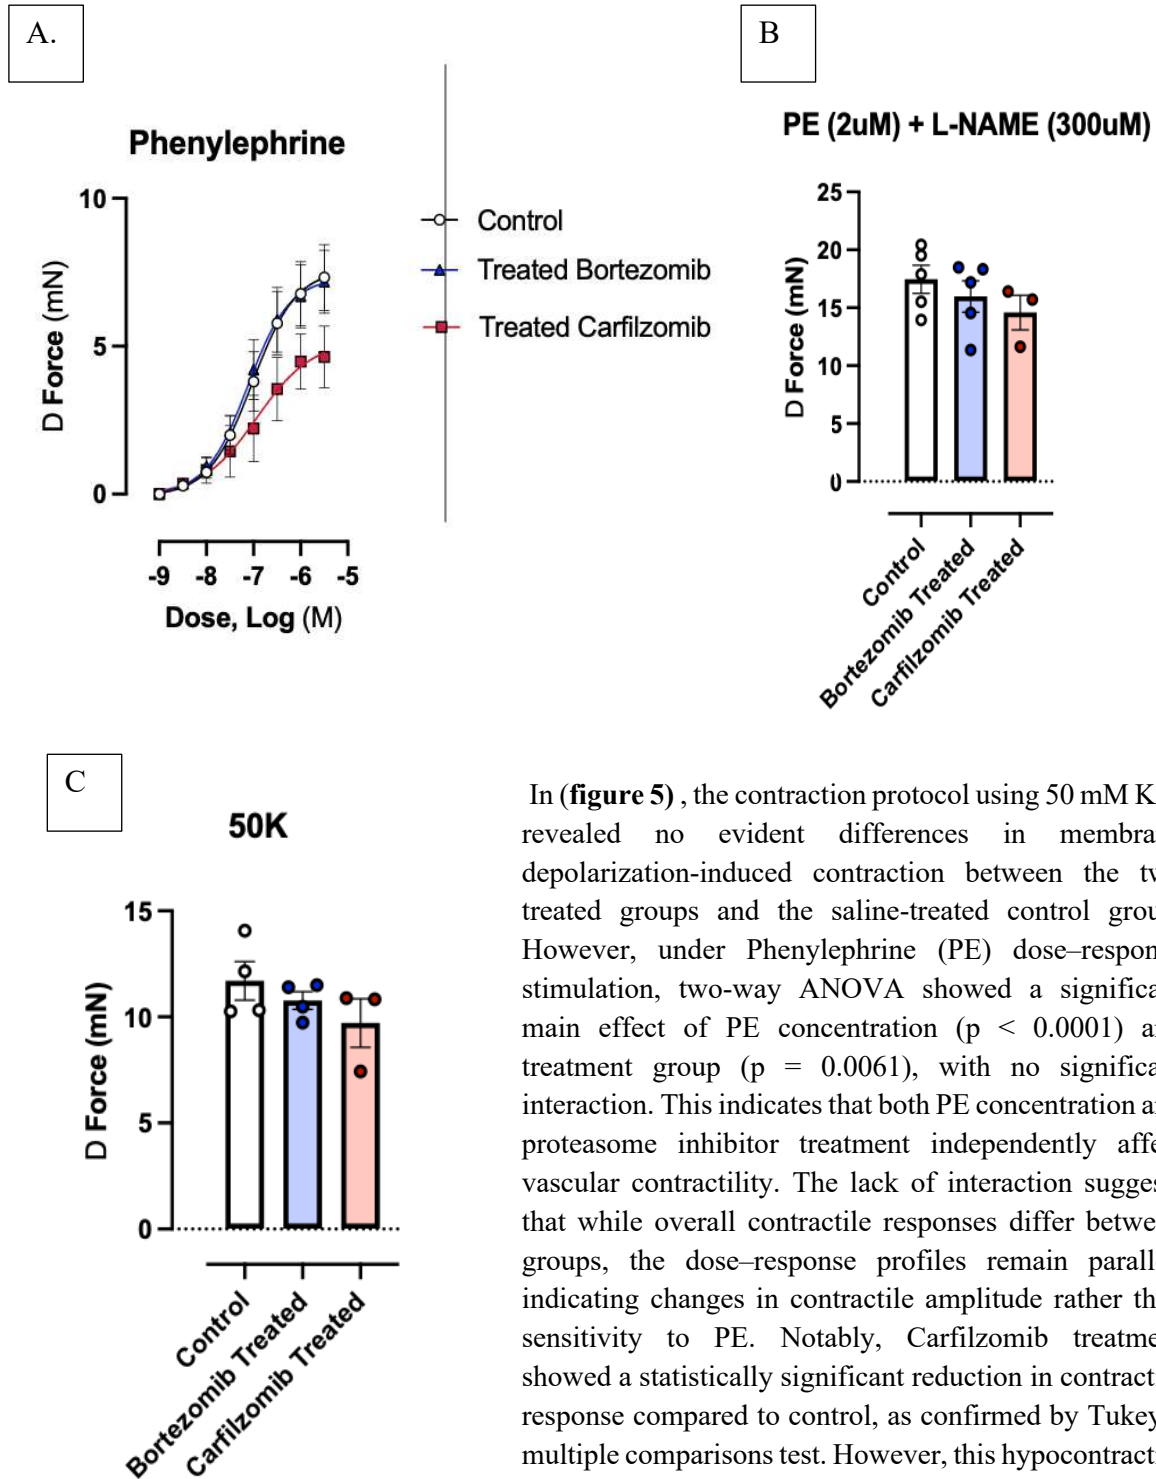 A.
Phenylephrine
10
5
0
D Force (mN)
-9 -8 -7 -6 -5
Dose, Log (M)
Control
Treated Bortezomib
Treated Carfilzomib
B
PE (2uM) + L-NAME (300uM)
25
20
15
10
5
0
D Force (mN)
Control
Bortezomib Treated
Carfilzomib Treated
C
50K
15
10
5
0
D Force (mN)
Control
Bortezomib Treated
Carfilzomib Treated
In (figure 5) , the contraction protocol using 50 mM K
revealed no evident differences in membra
depolarization-induced contraction between the tw
treated groups and the saline-treated control grou
However, under Phenylephrine (PE) dose–respon
stimulation, two-way ANOVA showed a significa
main effect of PE concentration (p < 0.0001) a
treatment group (p = 0.0061), with no significa
interaction. This indicates that both PE concentration a
proteasome inhibitor treatment independently affe
vascular contractility. The lack of interaction sugges
that while overall contractile responses differ betwe
groups, the dose–response profiles remain parall
indicating changes in contractile amplitude rather th
sensitivity to PE. Notably, Carfilzomib treatme
showed a statistically significant reduction in contracti
response compared to control, as confirmed by Tukey
multiple comparisons test. However, this hypocontracti